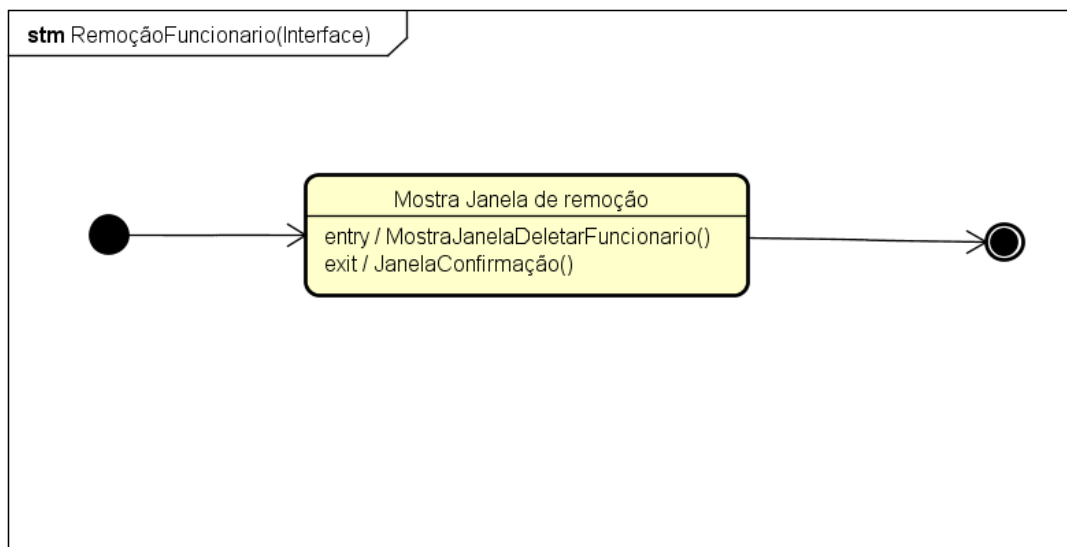 stm RemoçãoFuncionario(Interface)
Mostra Janela de remoção
entry / MostraJanelaDeletarFuncionario()
exit / JanelaConfirmação()